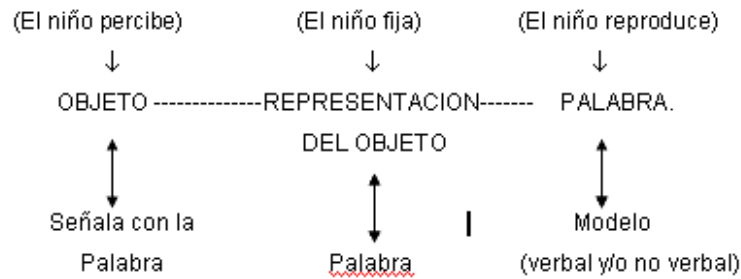 (El niño percibe) (El niño fija) (El niño reproduce)
OBJETO --------------REPRESENTACION------- PALABRA.
DEL OBJETO
Señala con la Modelo
Palabra Palabra (verbal y/o no verbal)